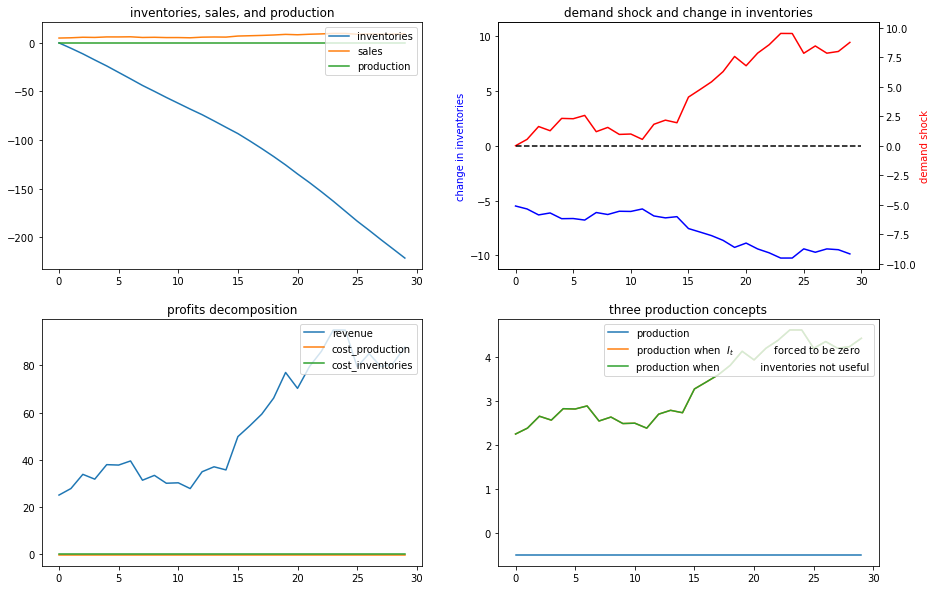 inventories, sales, and production
0
−50
−100
−150
−200
0 5 10 15 20 25 30
inventories
sales
production
demand shock and change in inventories
change in inventories
10
5
0
−5
−10
0 5 10 15 20 25 30
10.0
7.5
5.0
2.5
0.0
−2.5
−5.0
−7.5
−10.0
demand shock
profits decomposition
80
60
40
20
0
0 5 10 15 20 25 30
revenue
cost_production
cost_inventories
three production concepts
4
3
2
1
0
0 5 10 15 20 25 30
production
production when I_t forced to be zero
production when inventories not useful